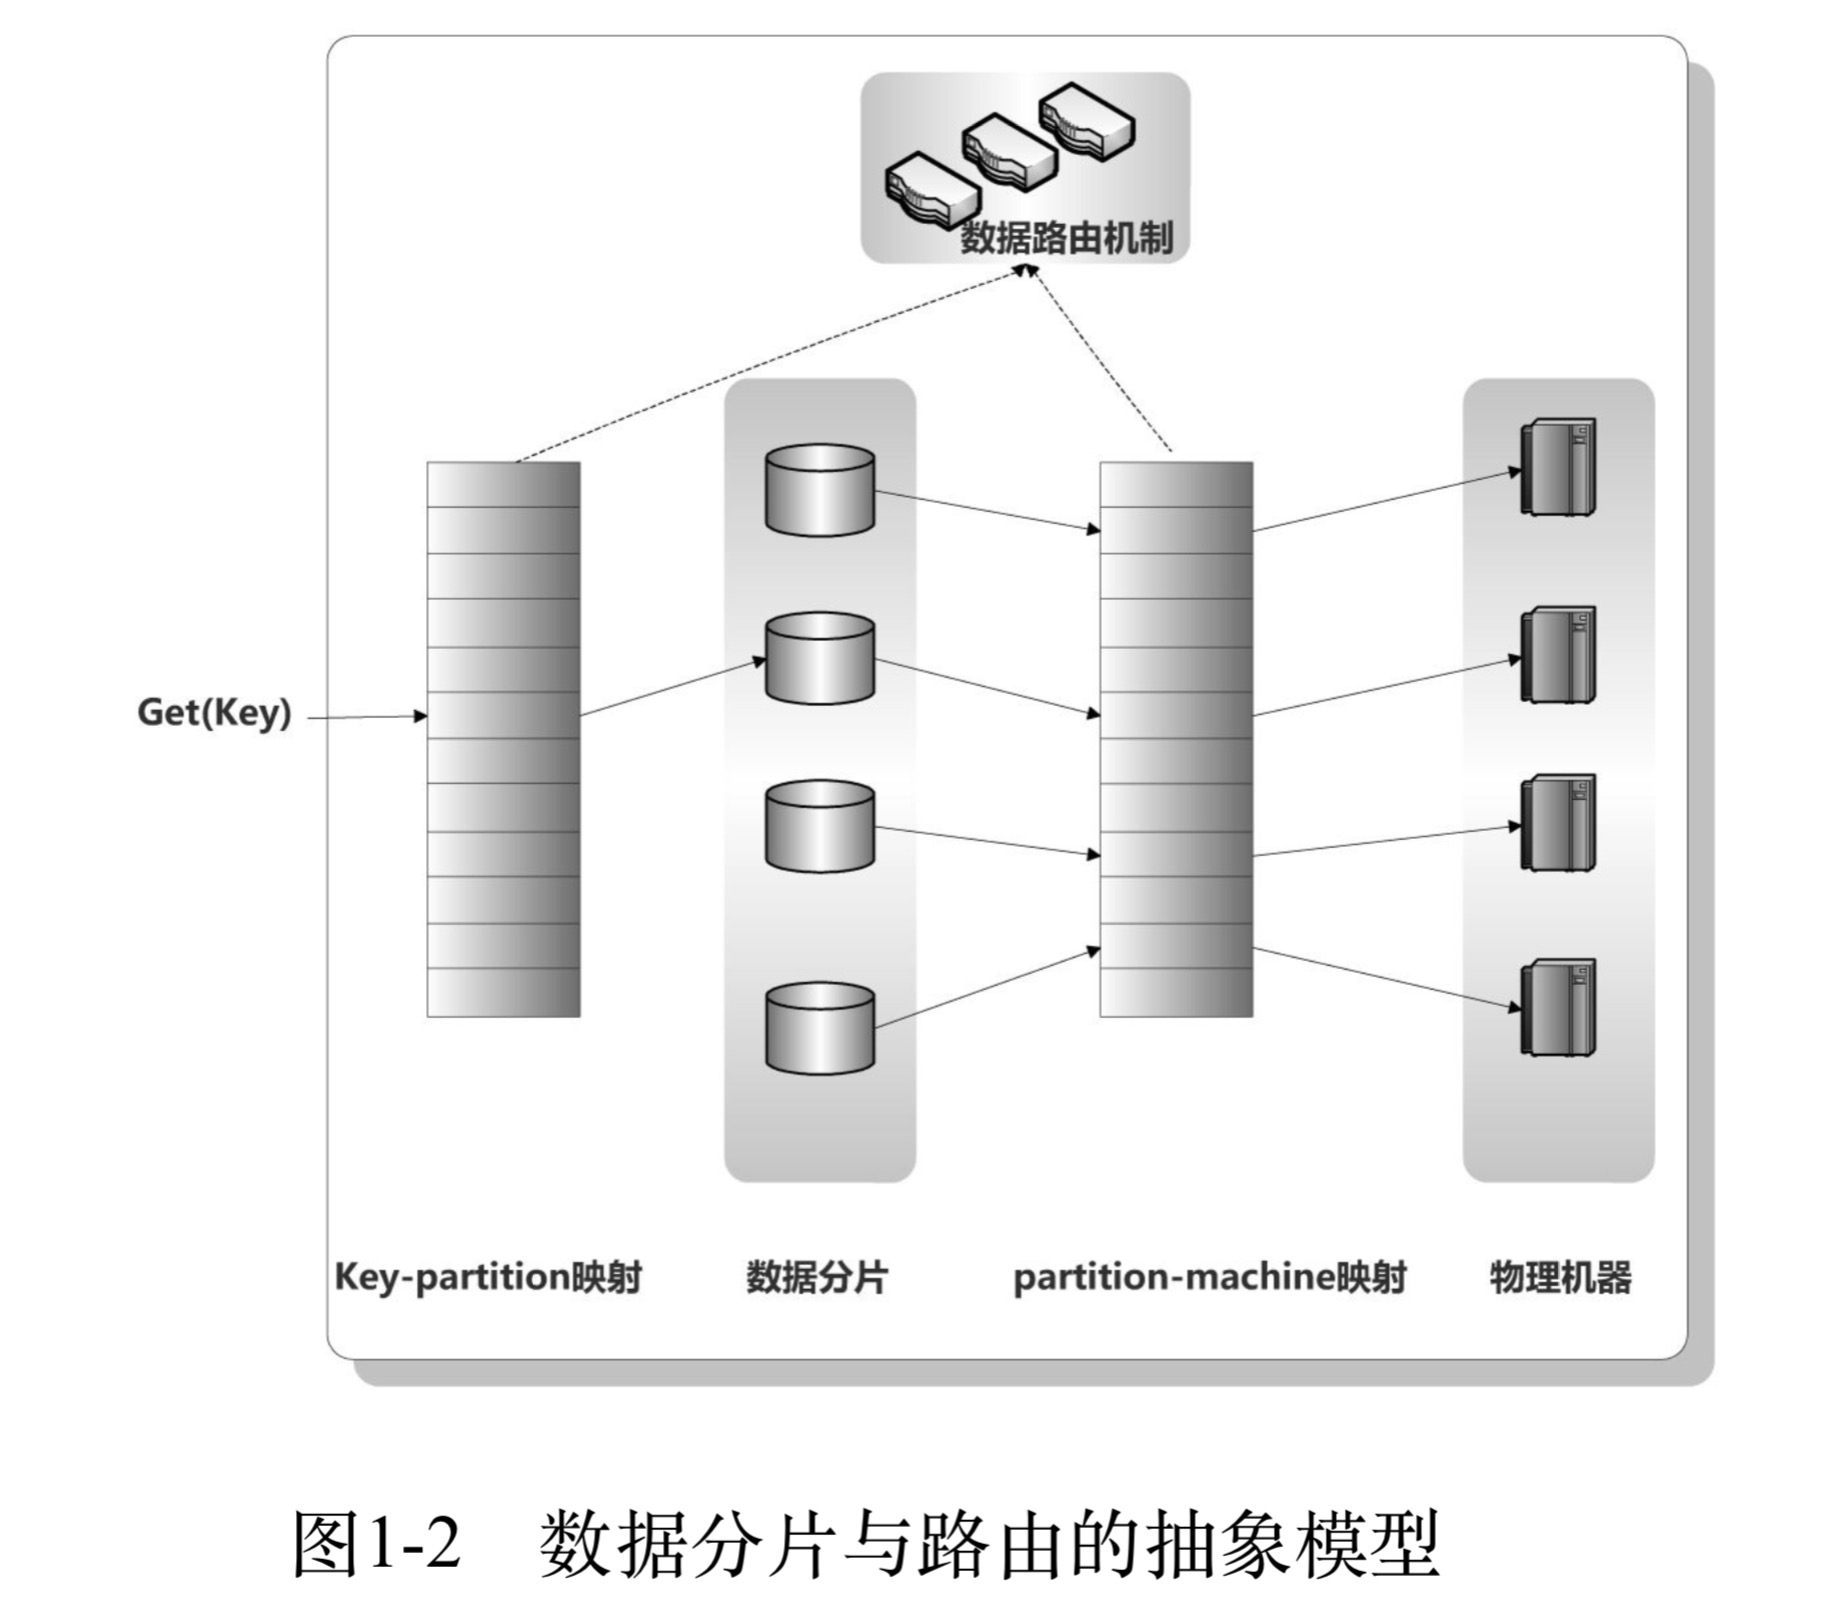 数据路由机制
Get(Key)
Key-partition映射
数据分片
partition-machine映射
物理机器
图1-2 数据分片与路由的抽象模型